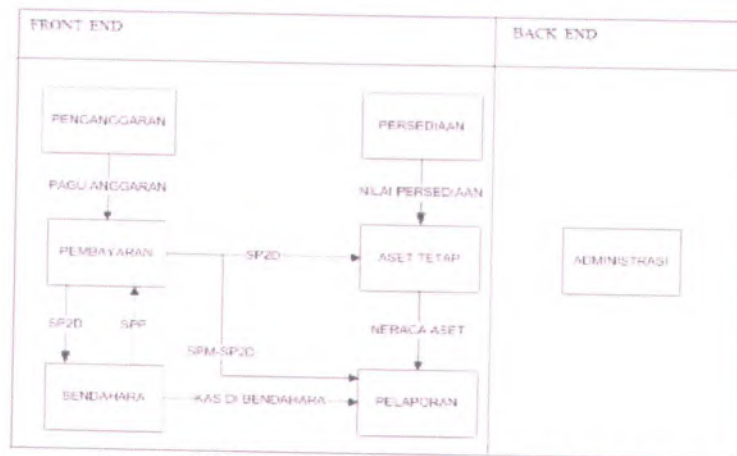 FRONT END
BACK END
PENGANGGARAN
PERSEDIAAN
PAGU ANGGARAN
NILAI PERSEDIAAN
PEMBAYARAN
SP2D
ASET TETAP
ADMINISTRASI
SP2D
SPP
SPM-SP2D
NERACA ASET
BENDAHARA
KAS DI BENDAHARA
PELAPORAN